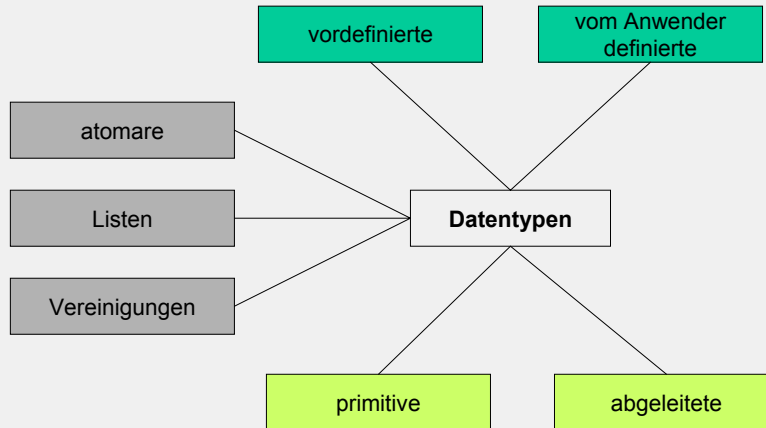 vordefinierte
vom Anwender
definierte
atomare
Listen
Datentypen
Vereinigungen
primitive
abgeleitete